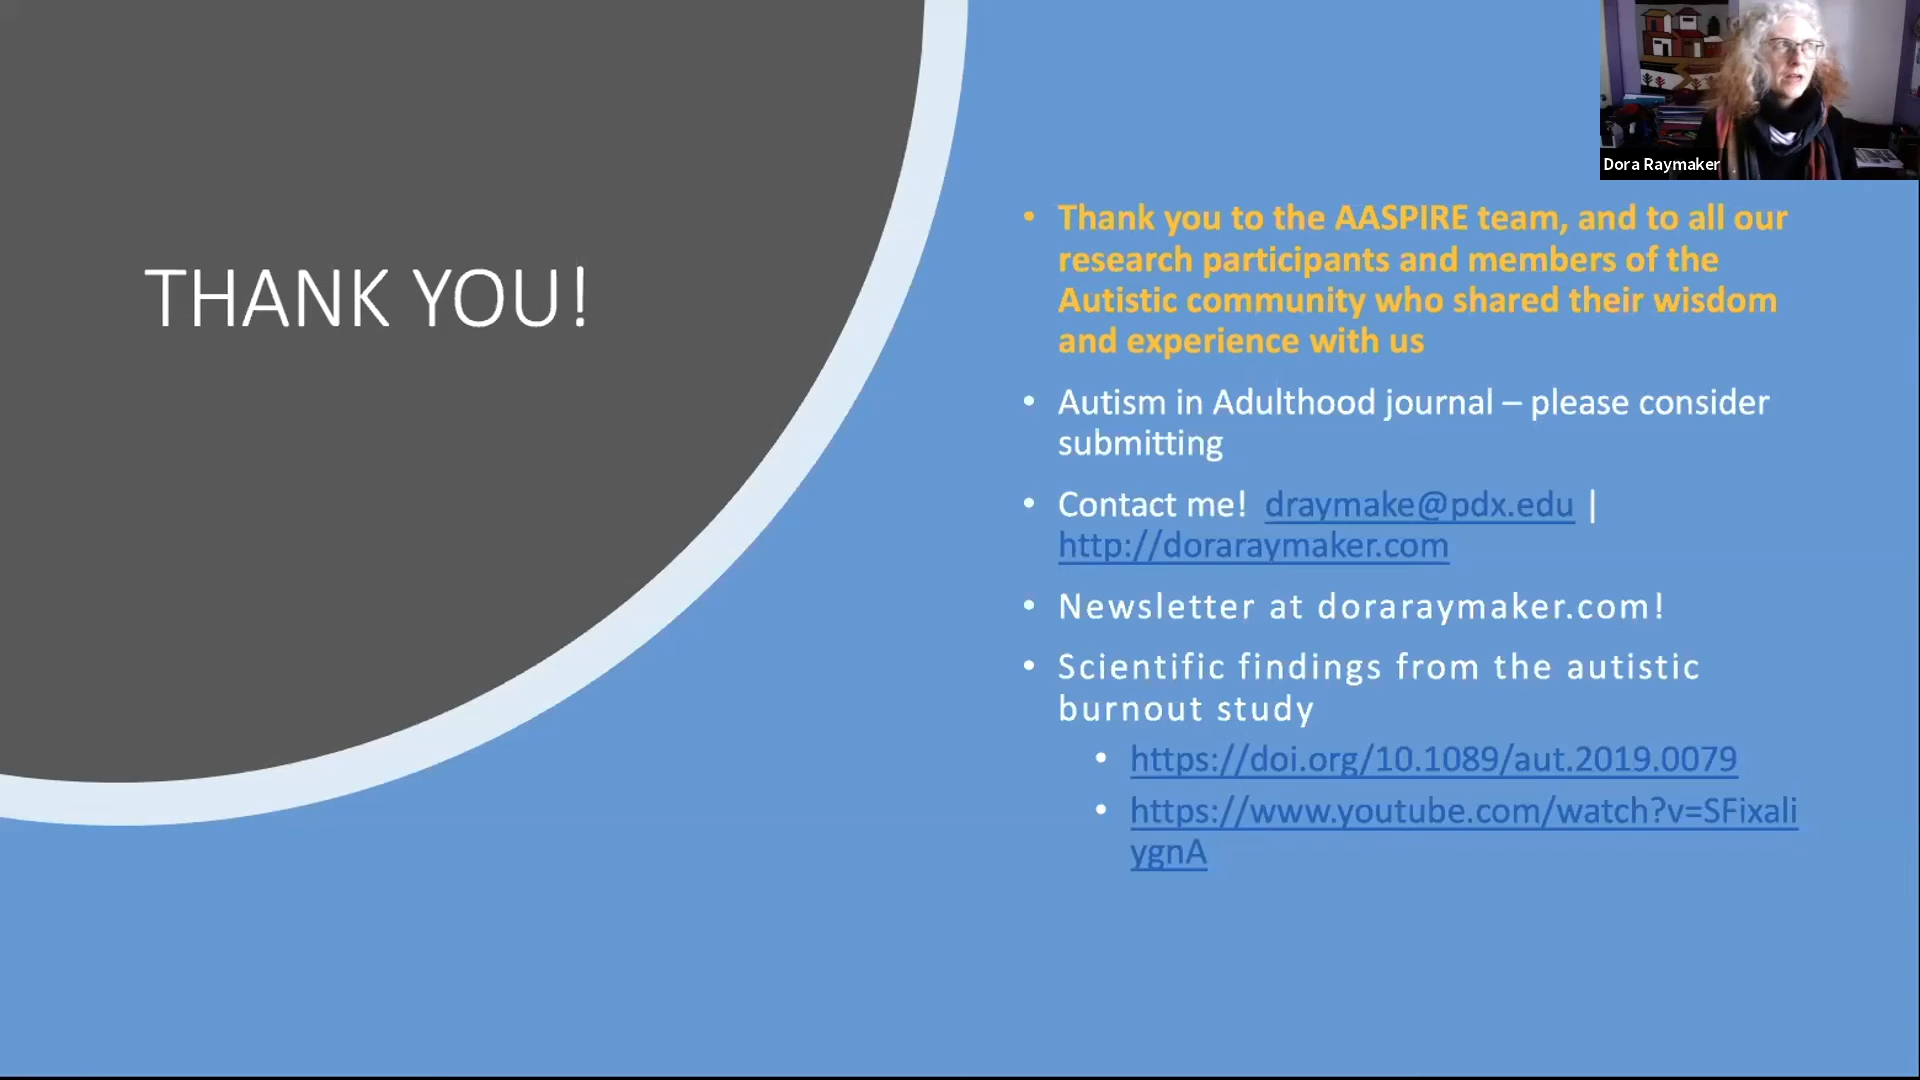 Dora Raymaker
THANK YOU!
• Thank you to the AASPIRE team, and to all our
research participants and members of the
Autistic community who shared their wisdom
and experience with us
• Autism in Adulthood journal – please consider
submitting
• Contact me! draymake@pdx.edu |
http://doraraymaker.com
• Newsletter at doraraymaker.com!
• Scientific findings from the autistic
burnout study
• https://doi.org/10.1089/aut.2019.0079
• https://www.youtube.com/watch?v=SFixali
ygnA